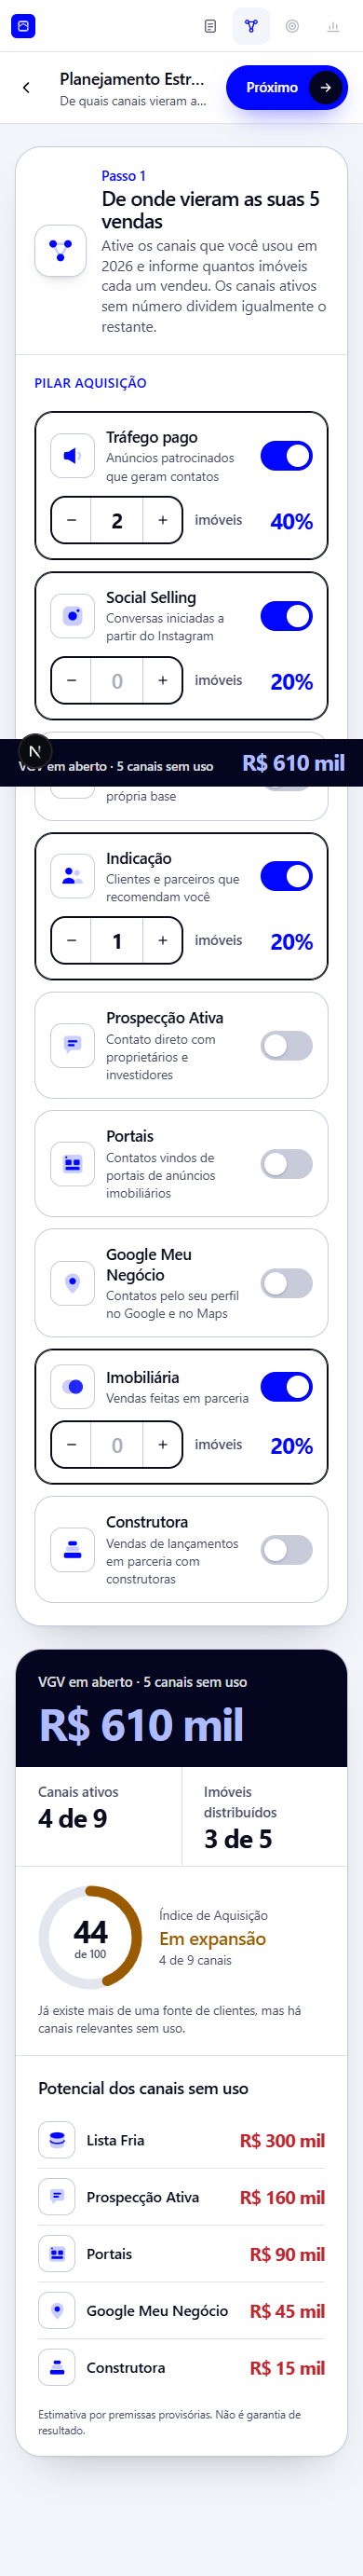 Planejamento Estr...
De quais canais vieram a...
Próximo
Passo 1
De onde vieram as suas 5
vendas
Ative os canais que você usou em
2026 e informe quantos imóveis
cada um vendeu. Os canais ativos
sem número dividem igualmente o
restante.
PILAR AQUISIÇÃO
Tráfego pago
Anúncios patrocinados
que geram contatos
− 2 + imóveis 40%
Social Selling
Conversas iniciadas a
partir do Instagram
− 0 + imóveis 20%
N
VGV em aberto · 5 canais sem uso R$ 610 mil
própria base
Indicação
Clientes e parceiros que
recomendam você
− 1 + imóveis 20%
Prospecção Ativa
Contato direto com
proprietários e
investidores
Portais
Contatos vindos de
portais de anúncios
imobiliários
Google Meu
Negócio
Contatos pelo seu perfil
no Google e no Maps
Imobiliária
Vendas feitas em parceria
− 0 + imóveis 20%
Construtora
Vendas de lançamentos
em parceria com
construtoras
VGV em aberto · 5 canais sem uso
R$ 610 mil
Canais ativos
4 de 9
Imóveis
distribuídos
3 de 5
44
de 100
Índice de Aquisição
Em expansão
4 de 9 canais
Já existe mais de uma fonte de clientes, mas há
canais relevantes sem uso.
Potencial dos canais sem uso
Lista Fria R$ 300 mil
Prospecção Ativa R$ 160 mil
Portais R$ 90 mil
Google Meu Negócio R$ 45 mil
Construtora R$ 15 mil
Estimativa por premissas provisórias. Não é garantia de
resultado.